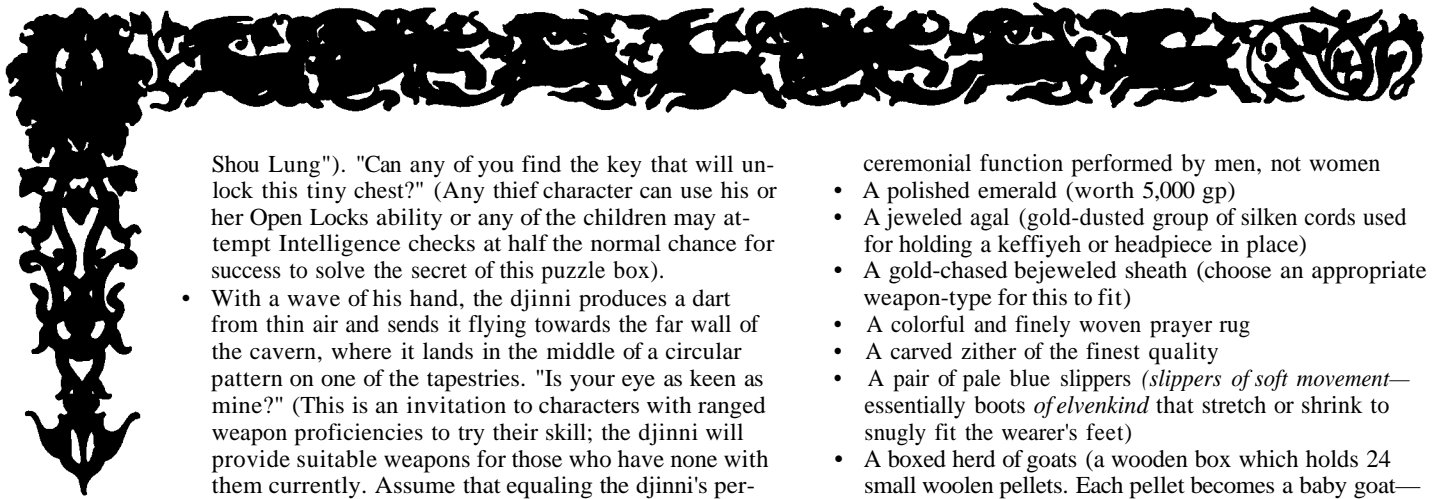 Shou Lung"). "Can any of you find the key that will un-
lock this tiny chest?" (Any thief character can use his or
her Open Locks ability or any of the children may at-
tempt Intelligence checks at half the normal chance for
success to solve the secret of this puzzle box).
• With a wave of his hand, the djinni produces a dart
from thin air and sends it flying towards the far wall of
the cavern, where it lands in the middle of a circular
pattern on one of the tapestries. "Is your eye as keen as
mine?" (This is an invitation to characters with ranged
weapon proficiencies to try their skill; the djinni will
provide suitable weapons for those who have none with
them currently. Assume that equaling the djinni's per-
ceremonial function performed by men, not women
• A polished emerald (worth 5,000 gp)
• A jeweled agal (gold-dusted group of silken cords used
for holding a keffiyeh or headpiece in place)
• A gold-chased bejeweled sheath (choose an appropriate
weapon-type for this to fit)
• A colorful and finely woven prayer rug
• A carved zither of the finest quality
• A pair of pale blue slippers (slippers of soft movement—
essentially boots of elvenkind that stretch or shrink to
snugly fit the wearer's feet)
• A boxed herd of goats (a wooden box which holds 24
small woolen pellets. Each pellet becomes a baby goat—